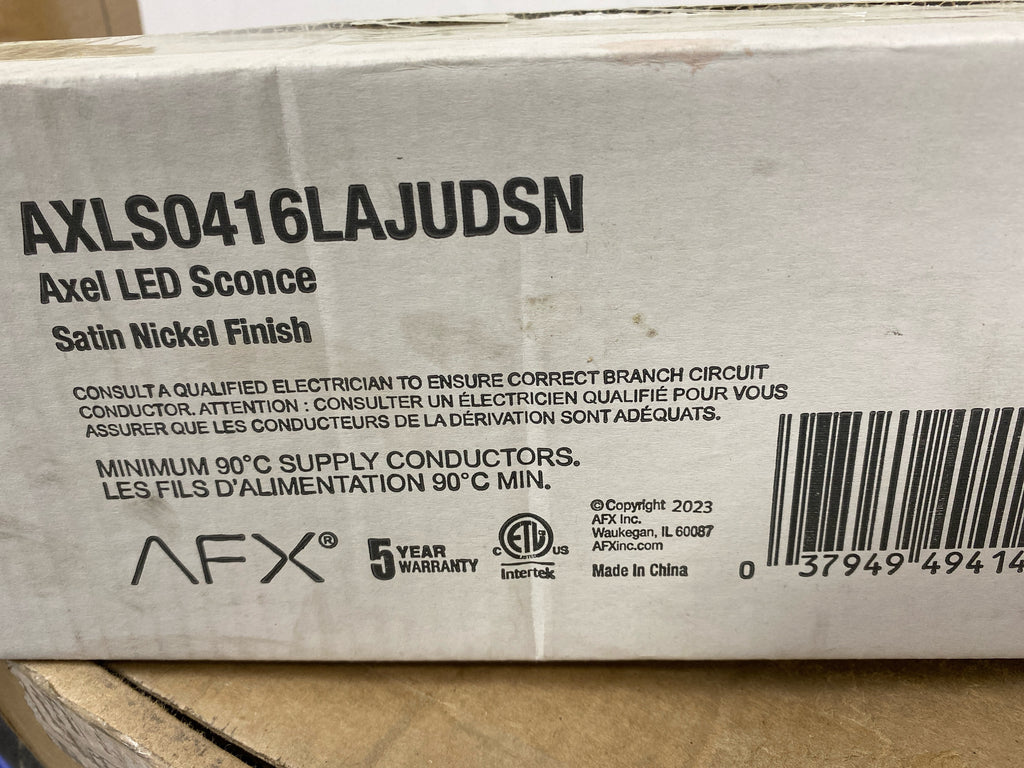 AXLS0416LAJUDSN
Axel LED Sconce
Satin Nickel Finish
CONSULT A QUALIFIED ELECTRICIAN TO ENSURE CORRECT BRANCH CIRCUIT
CONDUCTOR. ATTENTION : CONSULTER UN ÉLECTRICIEN QUALIFIÉ POUR VOUS
ASSURER QUE LES CONDUCTEURS DE LA DÉRIVATION SONT ADÉQUATS.
MINIMUM 90°C SUPPLY CONDUCTORS.
LES FILS D'ALIMENTATION 90°C MIN.
AFX®
5 YEAR
WARRANTY
C ETL US
Intertek
©Copyright 2023
AFX Inc.
Waukegan, IL 60087
AFXinc.com
Made In China
0 37949 49414